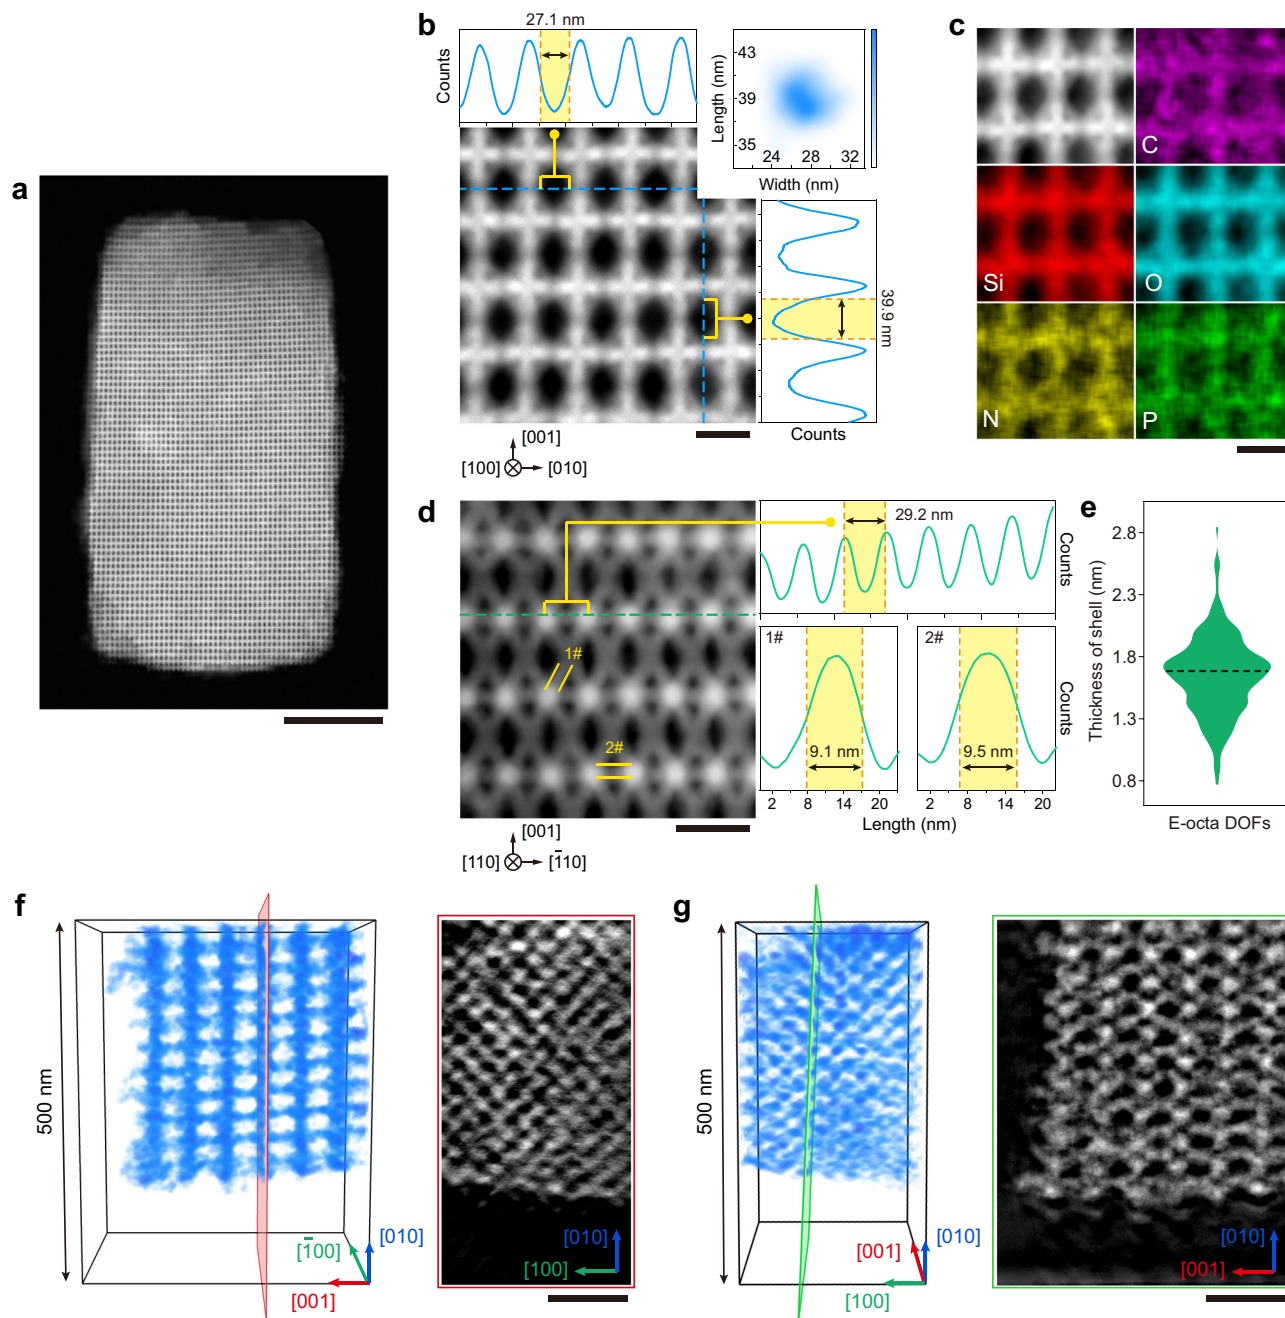 a
b
27.1 nm
Counts
43
39
35
Length (nm)
24 28 32
Width (nm)
39.9 nm
Counts
[001]
[100]
[010]
c
C
Si
O
N
P
d
1#
2#
29.2 nm
Counts
1#
9.1 nm
2#
9.5 nm
Counts
2 8 14 20
2 8 14 20
Length (nm)
[001]
[110]
[1̅10]
e
2.8
2.3
1.8
1.3
0.8
Thickness of shell (nm)
E-octa DOFs
f
500 nm
[1̅00]
[010]
[001]
[010]
[100]
g
500 nm
[001]
[010]
[100]
[010]
[001]